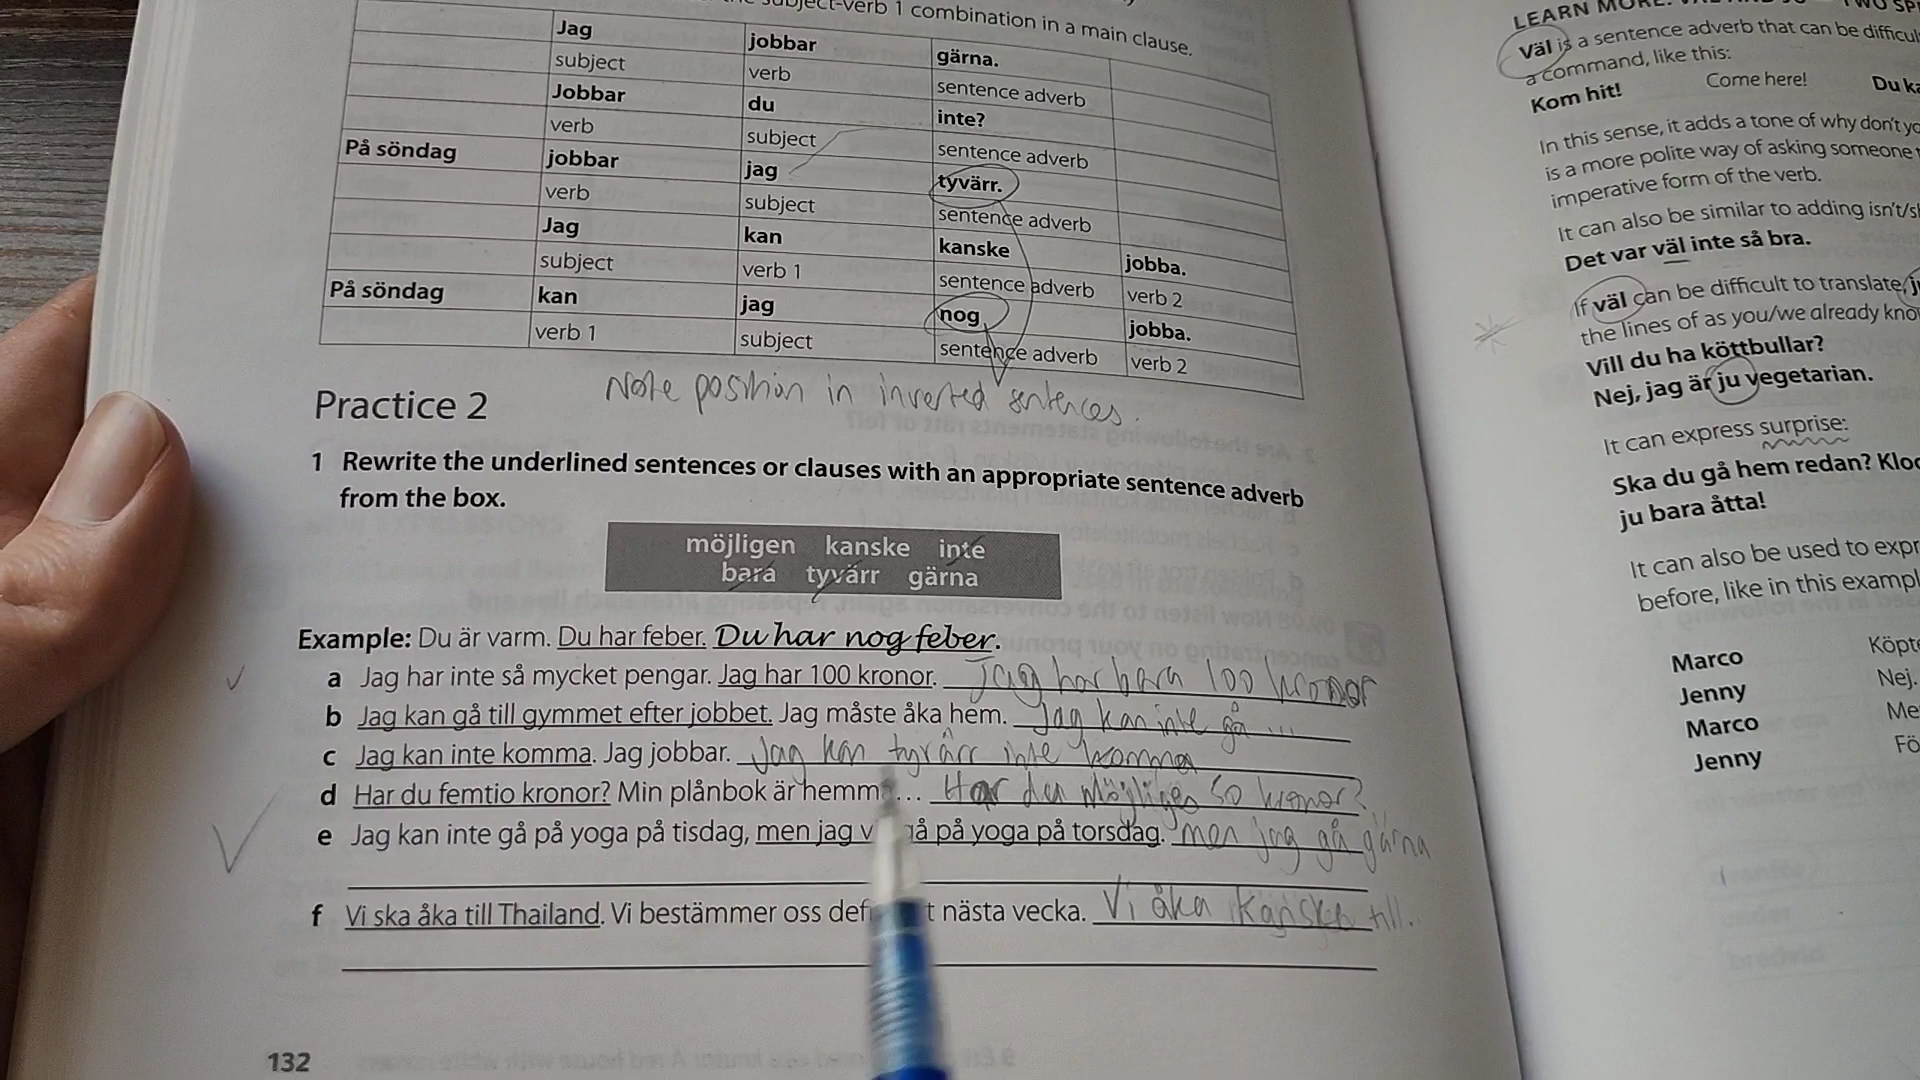 subject-verb 1 combination in a main clause.
Jag jobbar gärna.
subject verb sentence adverb
Jobbar du inte?
verb subject sentence adverb
På söndag jobbar jag tyvärr.
verb subject sentence adverb
Jag kan kanske jobba.
subject verb 1 sentence adverb verb 2
På söndag kan jag nog jobba.
verb 1 subject sentence adverb verb 2
Note position in inverted sentences.
Practice 2
1 Rewrite the underlined sentences or clauses with an appropriate sentence adverb
from the box.
möjligen kanske inte
bara tyvärr gärna
Example: Du är varm. Du har feber. Du har nog feber.
a Jag har inte så mycket pengar. Jag har 100 kronor. Jag har bara 100 kronor
b Jag kan gå till gymmet efter jobbet. Jag måste åka hem. Jag kan inte gå ...
c Jag kan inte komma. Jag jobbar. Jag kan tyvärr inte komma
d Har du femtio kronor? Min plånbok är hemma… Har du 50 kronor?
e Jag kan inte gå på yoga på tisdag, men jag gå på yoga på torsdag. men jag gå gärna
f Vi ska åka till Thailand. Vi bestämmer oss nästa vecka. Vi åka kanske till.
132
LEARN MORE:
Väl is a sentence adverb that can be
a command, like this:
Kom hit! Come here! Du
In this sense, it adds a tone of why don't
is a more polite way of asking someone
imperative form of the verb.
It can also be similar to adding
Det var väl inte så bra.
If väl can be difficult to translate,
the lines of as you/we already
Vill du ha köttbullar?
Nej, jag är ju vegetarian.
It can express surprise:
Ska du gå hem redan?
ju bara åtta!
It can also be used to
before, like in this
Marco
Jenny Nej.
Marco
Jenny